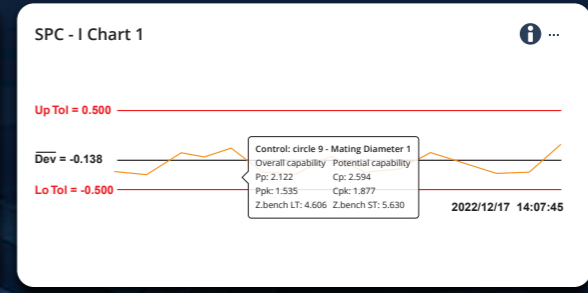 SPC - I Chart 1
i ...
Up Tol = 0.500
Dev = -0.138
Lo Tol = -0.500
Control: circle 9 - Mating Diameter 1
Overall capability Potential capability
Pp: 2.122 Cp: 2.594
Ppk: 1.535 Cpk: 1.877
Z.bench LT: 4.606 Z.bench ST: 5.630
2022/12/17 14:07:45